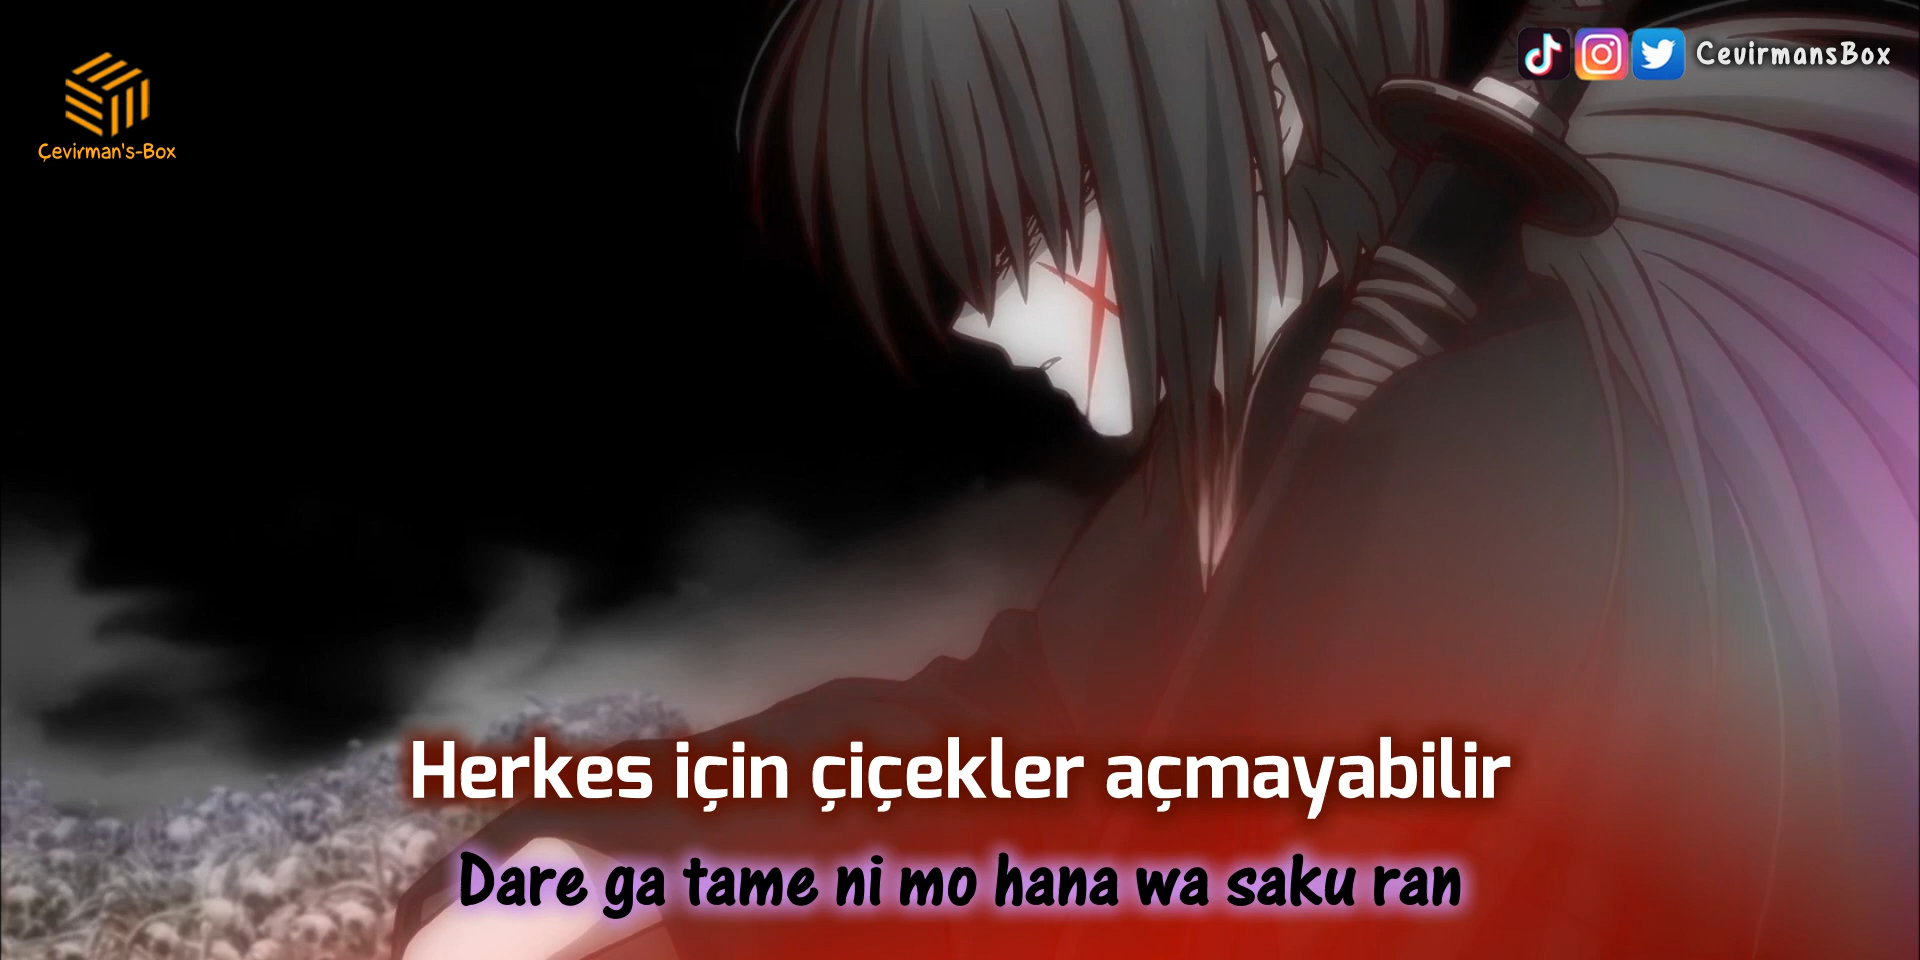 Çevirman's-Box
CevirmansBox
Herkes için çiçekler açmayabilir
Dare ga tame ni mo hana wa saku ran